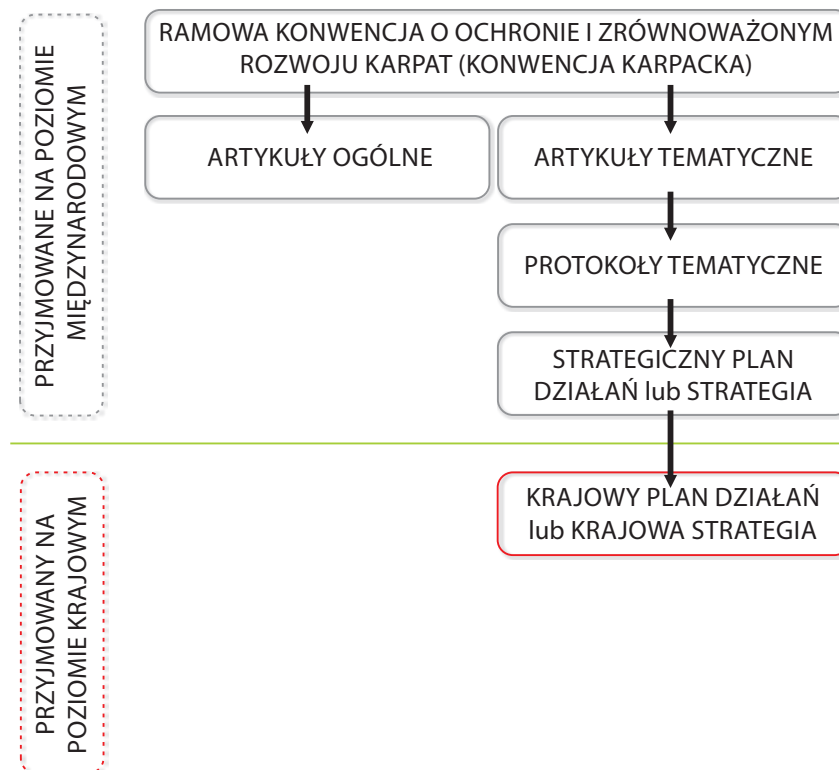 PRZYJMOWANE NA POZIOMIE
MIĘDZYNARODOWYM
RAMOWA KONWENCJA O OCHRONIE I ZRÓWNOWAŻONYM
ROZWOJU KARPAT (KONWENCJA KARPACKA)
ARTYKUŁY OGÓLNE
ARTYKUŁY TEMATYCZNE
PROTOKOŁY TEMATYCZNE
STRATEGICZNY PLAN
DZIAŁAŃ lub STRATEGIA
PRZYJMOWANY NA
POZIOMIE KRAJOWYM
KRAJOWY PLAN DZIAŁAŃ
lub KRAJOWA STRATEGIA